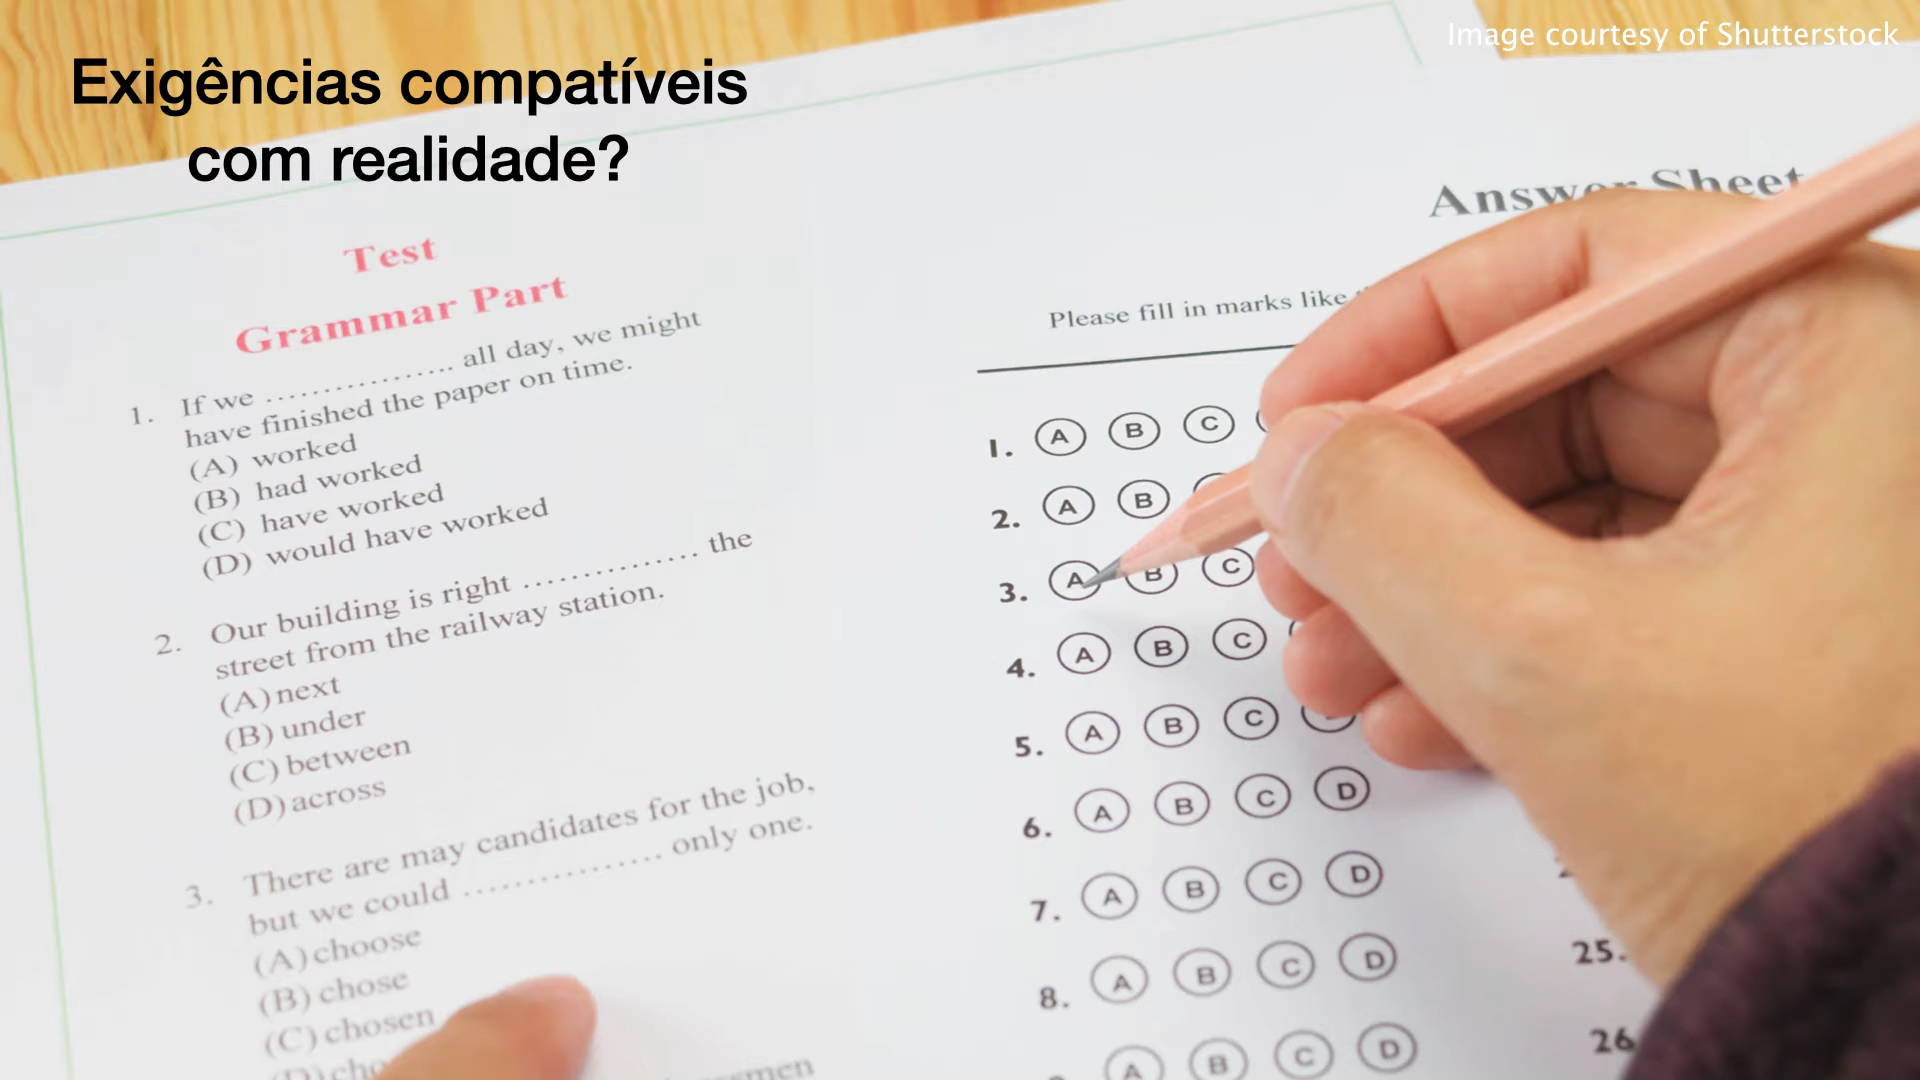 Image courtesy of Shutterstock
Exigências compatíveis
com realidade?
Test
Grammar Part
1. If we ................. all day, we might
have finished the paper on time.
(A) worked
(B) had worked
(C) have worked
(D) would have worked
2. Our building is right ................ the
street from the railway station.
(A) next
(B) under
(C) between
(D) across
3. There are may candidates for the job,
but we could .................. only one.
(A) choose
(B) chose
(C) chosen
Answer Sheet
Please fill in marks like
1. A B C
2. A B
3. A B C
4. A B C
5. A B C
6. A B C D
7. A B C D
8. A B C D
A B C D
25.
26